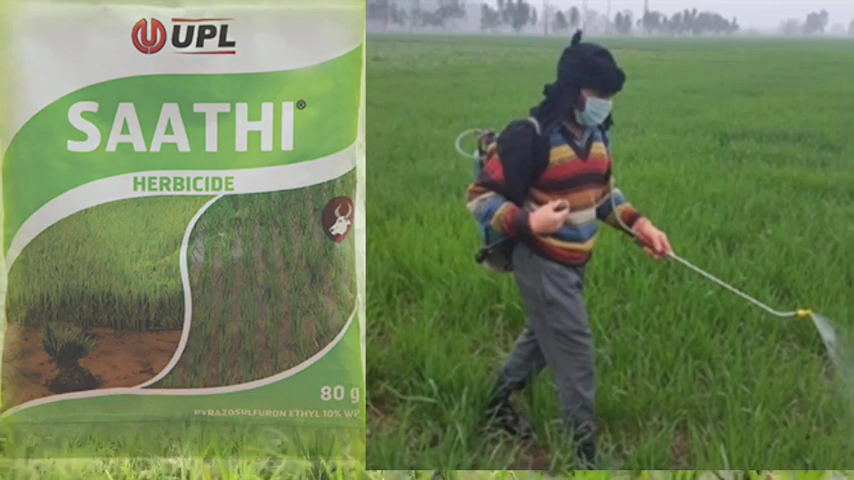 UPL
SAATHI®
HERBICIDE
80 g
PYRAZOSULFURON ETHYL 10% WP